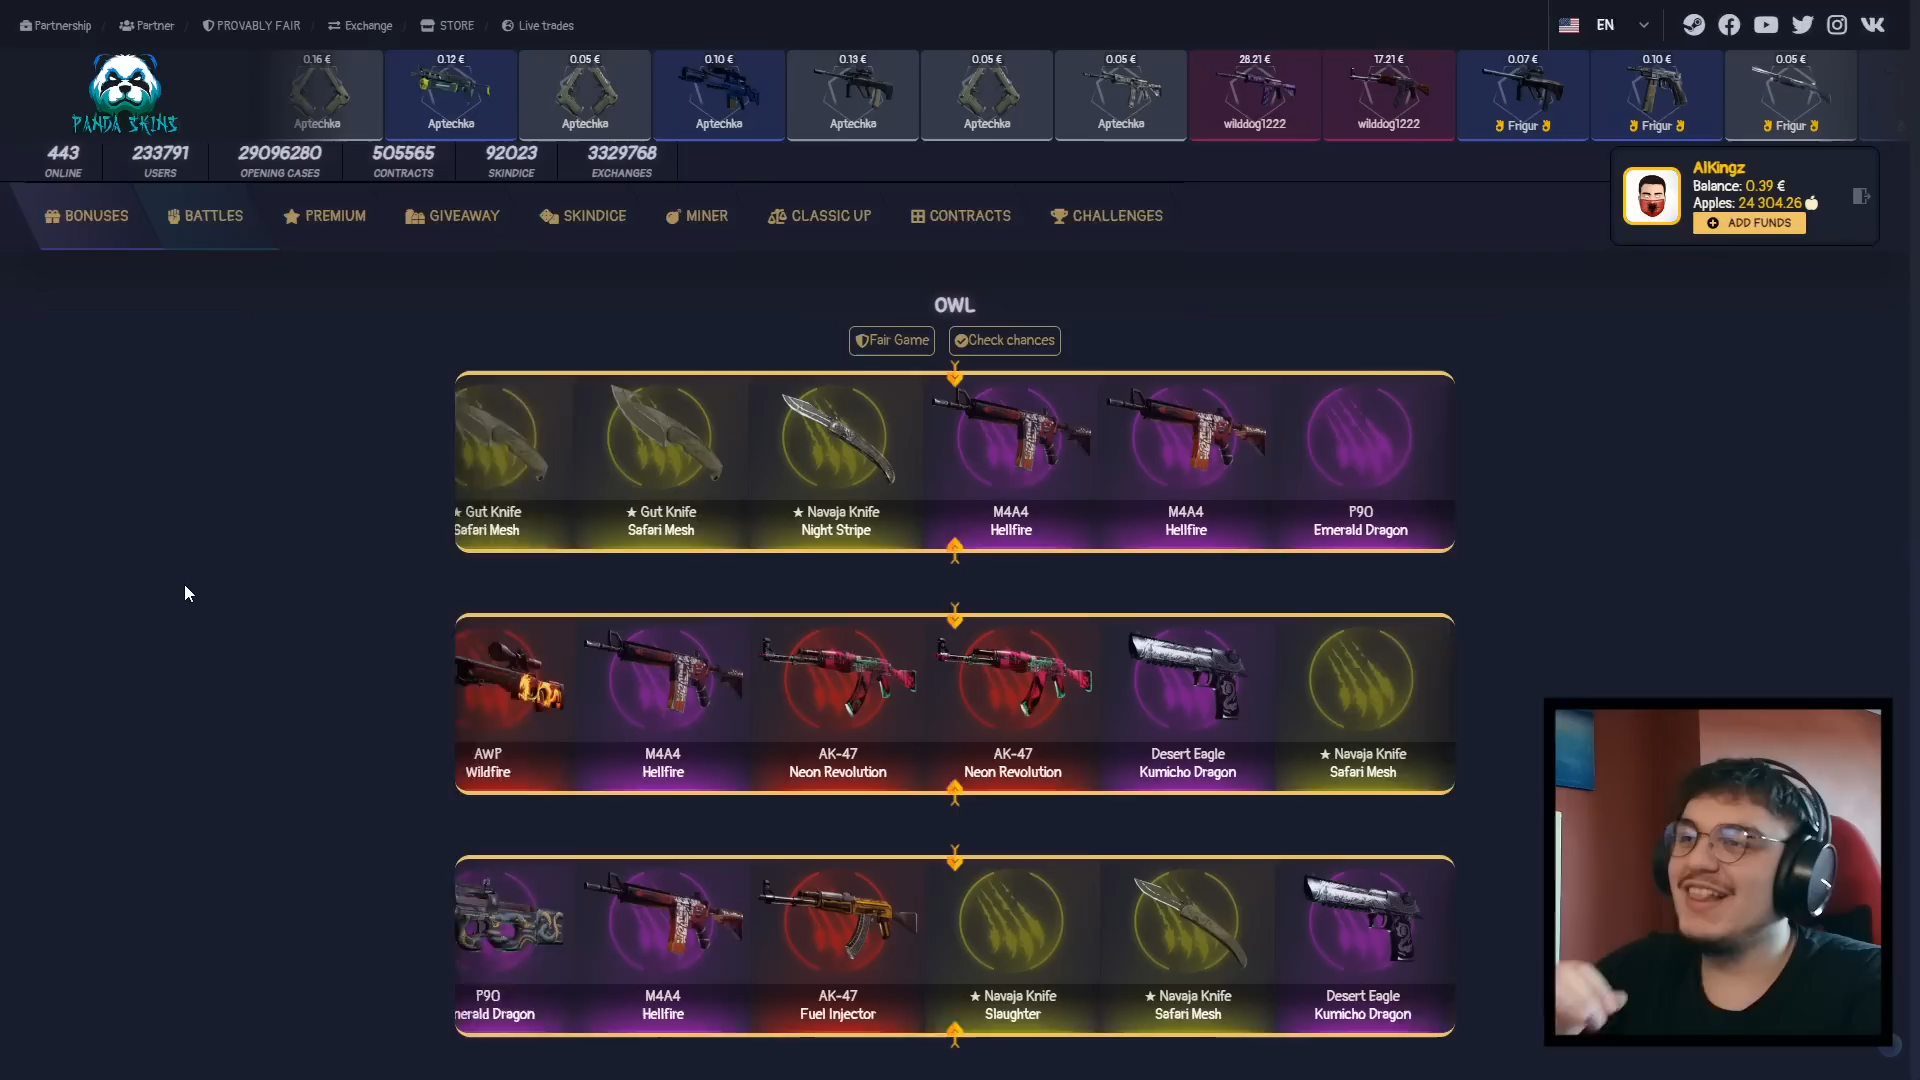 Partnership
Partner
PROVABLY FAIR
Exchange
STORE
Live trades
EN
PANDA SKINS
0.16 €
Aptechka
0.12 €
Aptechka
0.05 €
Aptechka
0.10 €
Aptechka
0.13 €
Aptechka
0.05 €
Aptechka
0.05 €
Aptechka
28.21 €
wilddog1222
17.21 €
wilddog1222
0.07 €
Frigur
0.10 €
Frigur
0.05 €
Frigur
443
ONLINE
233791
USERS
29096280
OPENING CASES
505565
CONTRACTS
92023
SKINDICE
3329768
EXCHANGES
AlKingz
Balance: 0.39 €
Apples: 24 304.26
ADD FUNDS
BONUSES
BATTLES
PREMIUM
GIVEAWAY
SKINDICE
MINER
CLASSIC UP
CONTRACTS
CHALLENGES
OWL
Fair Game
Check chances
★ Gut Knife
Safari Mesh
★ Gut Knife
Safari Mesh
★ Navaja Knife
Night Stripe
M4A4
Hellfire
M4A4
Hellfire
P90
Emerald Dragon
AWP
Wildfire
M4A4
Hellfire
AK-47
Neon Revolution
AK-47
Neon Revolution
Desert Eagle
Kumicho Dragon
★ Navaja Knife
Safari Mesh
P90
nerald Dragon
M4A4
Hellfire
AK-47
Fuel Injector
★ Navaja Knife
Slaughter
★ Navaja Knife
Safari Mesh
Desert Eagle
Kumicho Dragon